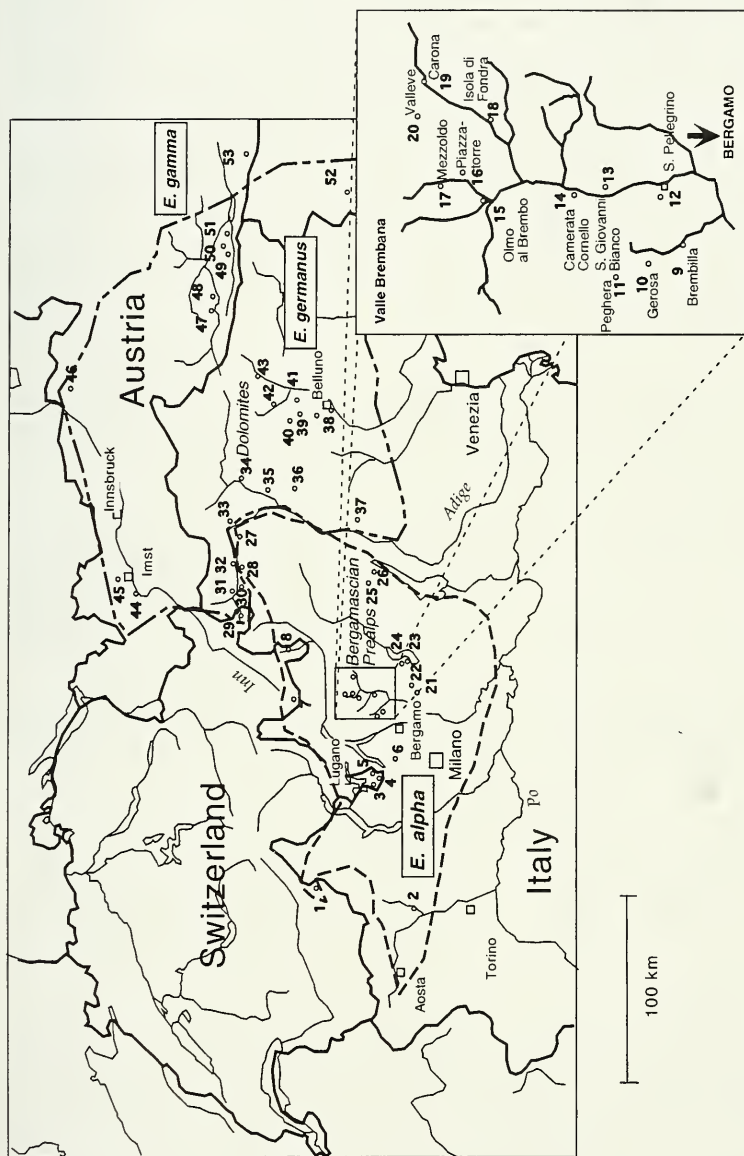 Switzerland
Austria
Italy
E. gamma
E. germanus
E. alpha
Innsbruck
Imst
Inn
Dolomites
Belluno
Venezia
Adige
Bergamascian
Prealps
Lugano
Bergamo
Milano
Po
Aosta
Torino
1
2
3
4
5
6
8
21
22
23
24
25
26
27
28
29
30
31
32
33
34
35
36
37
38
39
40
41
42
43
44
45
46
47
48
49
50
51
52
53
100 km
Valle Brembana
20
Valleve
Carona
19
17
Mezzoldo
Piazza-
16 torre
Isola di
Fondra
18
15
Olmo
al Brembo
14
Camerata
Cornello
S. Giovanni
13
Peghera
Bianco
11
10
Gerosa
9
Brembilla
12
S. Pellegrino
BERGAMO